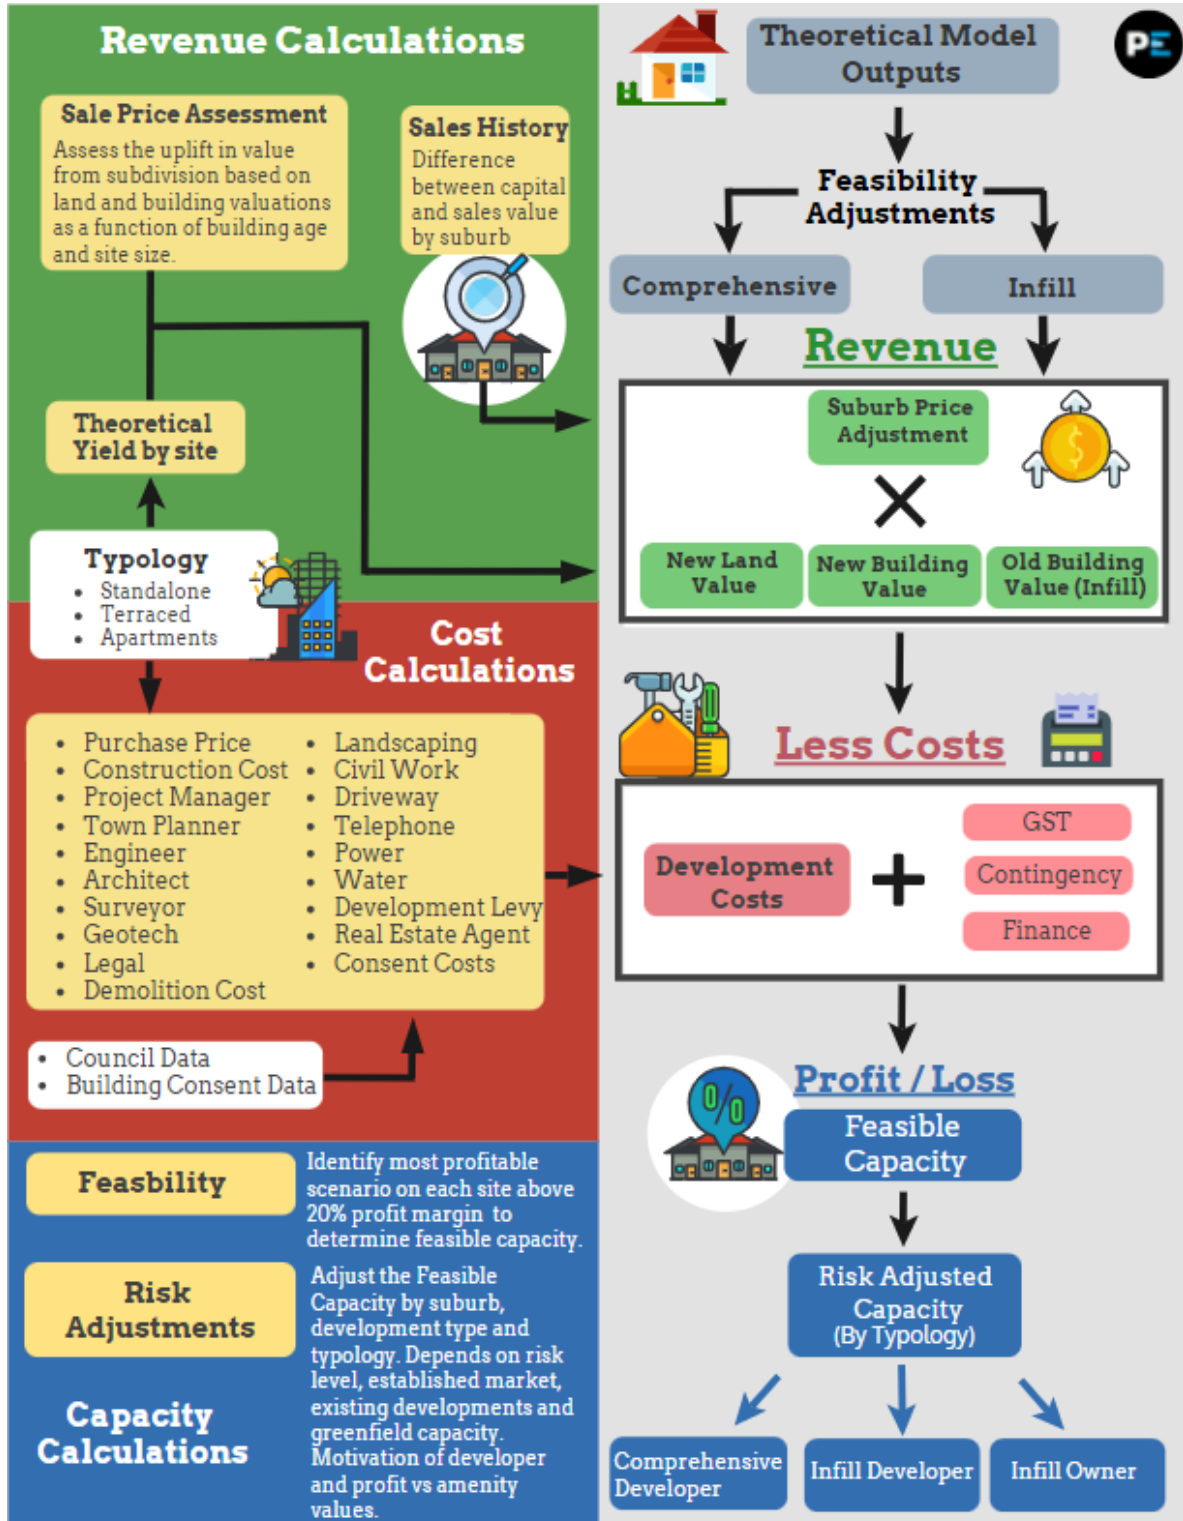 Revenue Calculations
Sale Price Assessment
Assess the uplift in value
from subdivision based on
land and building valuations
as a function of building age
and site size.
Sales History
Difference
between capital
and sales value
by suburb
Theoretical
Yield by site
Typology
• Standalone
• Terraced
• Apartments
Cost
Calculations
• Purchase Price
• Construction Cost
• Project Manager
• Town Planner
• Engineer
• Architect
• Surveyor
• Geotech
• Legal
• Demolition Cost
• Landscaping
• Civil Work
• Driveway
• Telephone
• Power
• Water
• Development Levy
• Real Estate Agent
• Consent Costs
• Council Data
• Building Consent Data
Feasbility
Identify most profitable
scenario on each site above
20% profit margin to
determine feasible capacity.
Risk
Adjustments
Adjust the Feasible
Capacity by suburb,
development type and
typology. Depends on risk
level, established market,
existing developments and
greenfield capacity.
Motivation of developer
and profit vs amenity
values.
Capacity
Calculations
Theoretical Model
Outputs
PE
Feasibility
Adjustments
Comprehensive
Infill
Revenue
Suburb Price
Adjustment
$
New Land
Value
New Building
Value
Old Building
Value (Infill)
Less Costs
Development
Costs
GST
Contingency
Finance
Profit / Loss
0/0
Feasible
Capacity
Risk Adjusted
Capacity
(By Typology)
Comprehensive
Developer
Infill Developer
Infill Owner